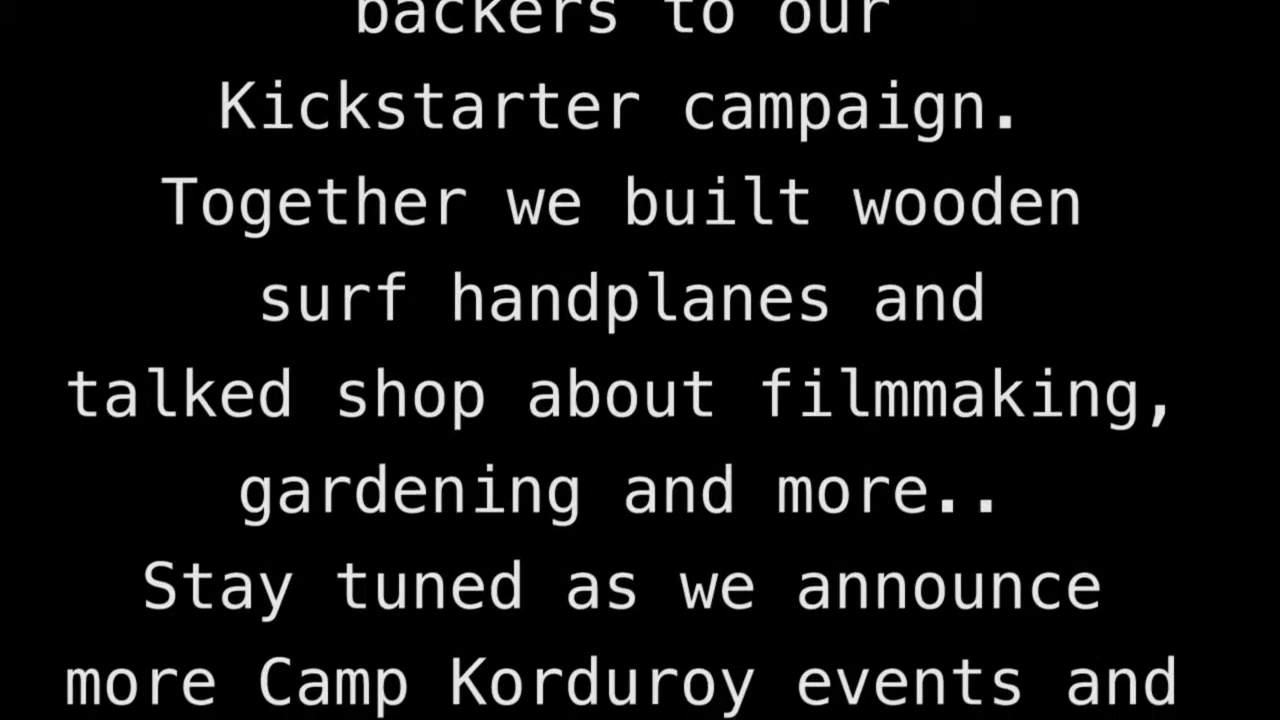 backers to our
Kickstarter campaign.
Together we built wooden
surf handplanes and
talked shop about filmmaking,
gardening and more..
Stay tuned as we announce
more Camp Korduroy events and